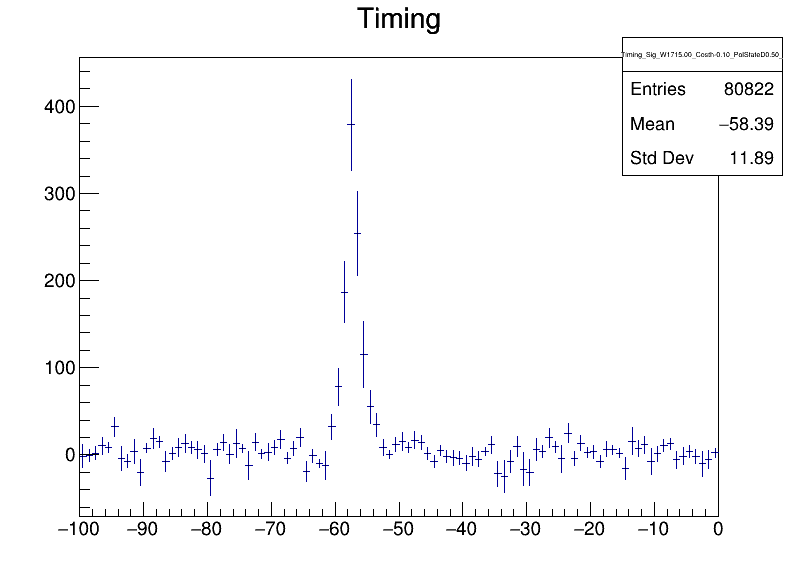 Timing
Timing_Sig_W1715.00_Costh-0.10_PolStateD0.50_
Entries 80822
Mean −58.39
Std Dev 11.89
400
300
200
100
0
−100 −90 −80 −70 −60 −50 −40 −30 −20 −10 0